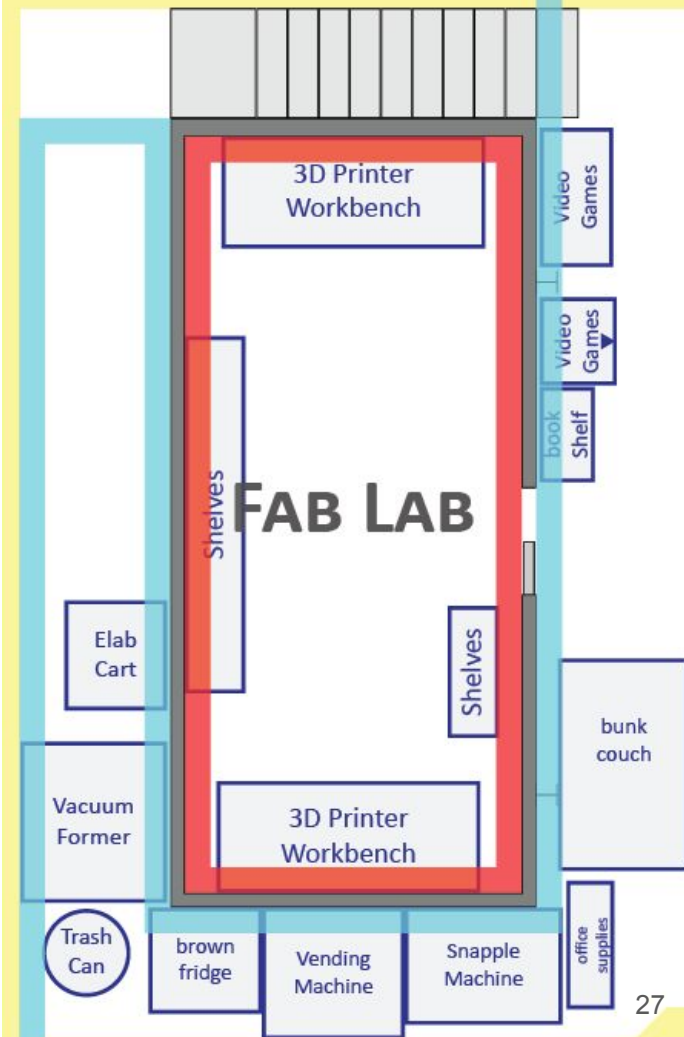 3D Printer
Workbench
Video
Games
Video
Games
book
Shelf
Shelves
FAB LAB
Elab
Cart
Shelves
bunk
couch
Vacuum
Former
3D Printer
Workbench
Trash
Can
brown
fridge
Vending
Machine
Snapple
Machine
office
supplies
27